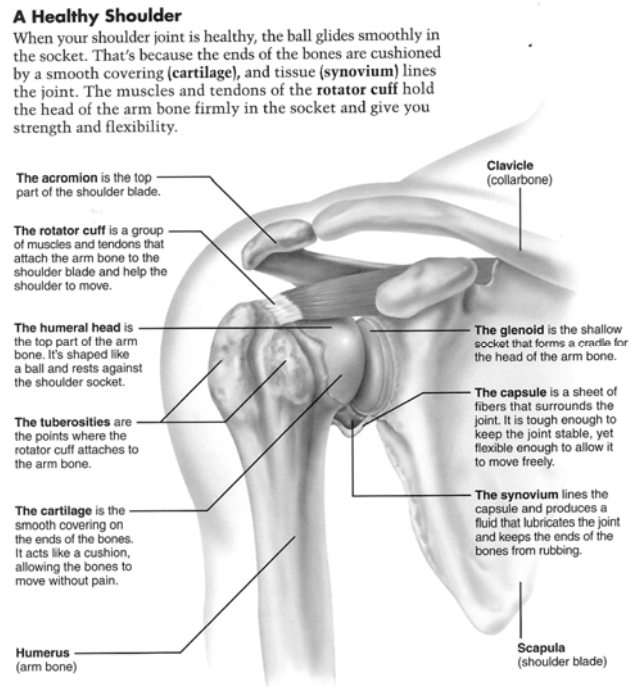 A Healthy Shoulder
When your shoulder joint is healthy, the ball glides smoothly in
the socket. That's because the ends of the bones are cushioned
by a smooth covering (cartilage), and tissue (synovium) lines
the joint. The muscles and tendons of the rotator cuff hold
the head of the arm bone firmly in the socket and give you
strength and flexibility.
The acromion is the top
part of the shoulder blade.
The rotator cuff is a group
of muscles and tendons that
attach the arm bone to the
shoulder blade and help the
shoulder to move.
The humeral head is
the top part of the arm
bone. It's shaped like
a ball and rests against
the shoulder socket.
The tuberosities are
the points where the
rotator cuff attaches to
the arm bone.
The cartilage is the
smooth covering on
the ends of the bones.
It acts like a cushion,
allowing the bones to
move without pain.
Humerus
(arm bone)
Clavicle
(collarbone)
The glenoid is the shallow
socket that forms a cradle for
the head of the arm bone.
The capsule is a sheet of
fibers that surrounds the
joint. It is tough enough to
keep the joint stable, yet
flexible enough to allow it
to move freely.
The synovium lines the
capsule and produces a
fluid that lubricates the joint
and keeps the ends of the
bones from rubbing.
Scapula
(shoulder blade)